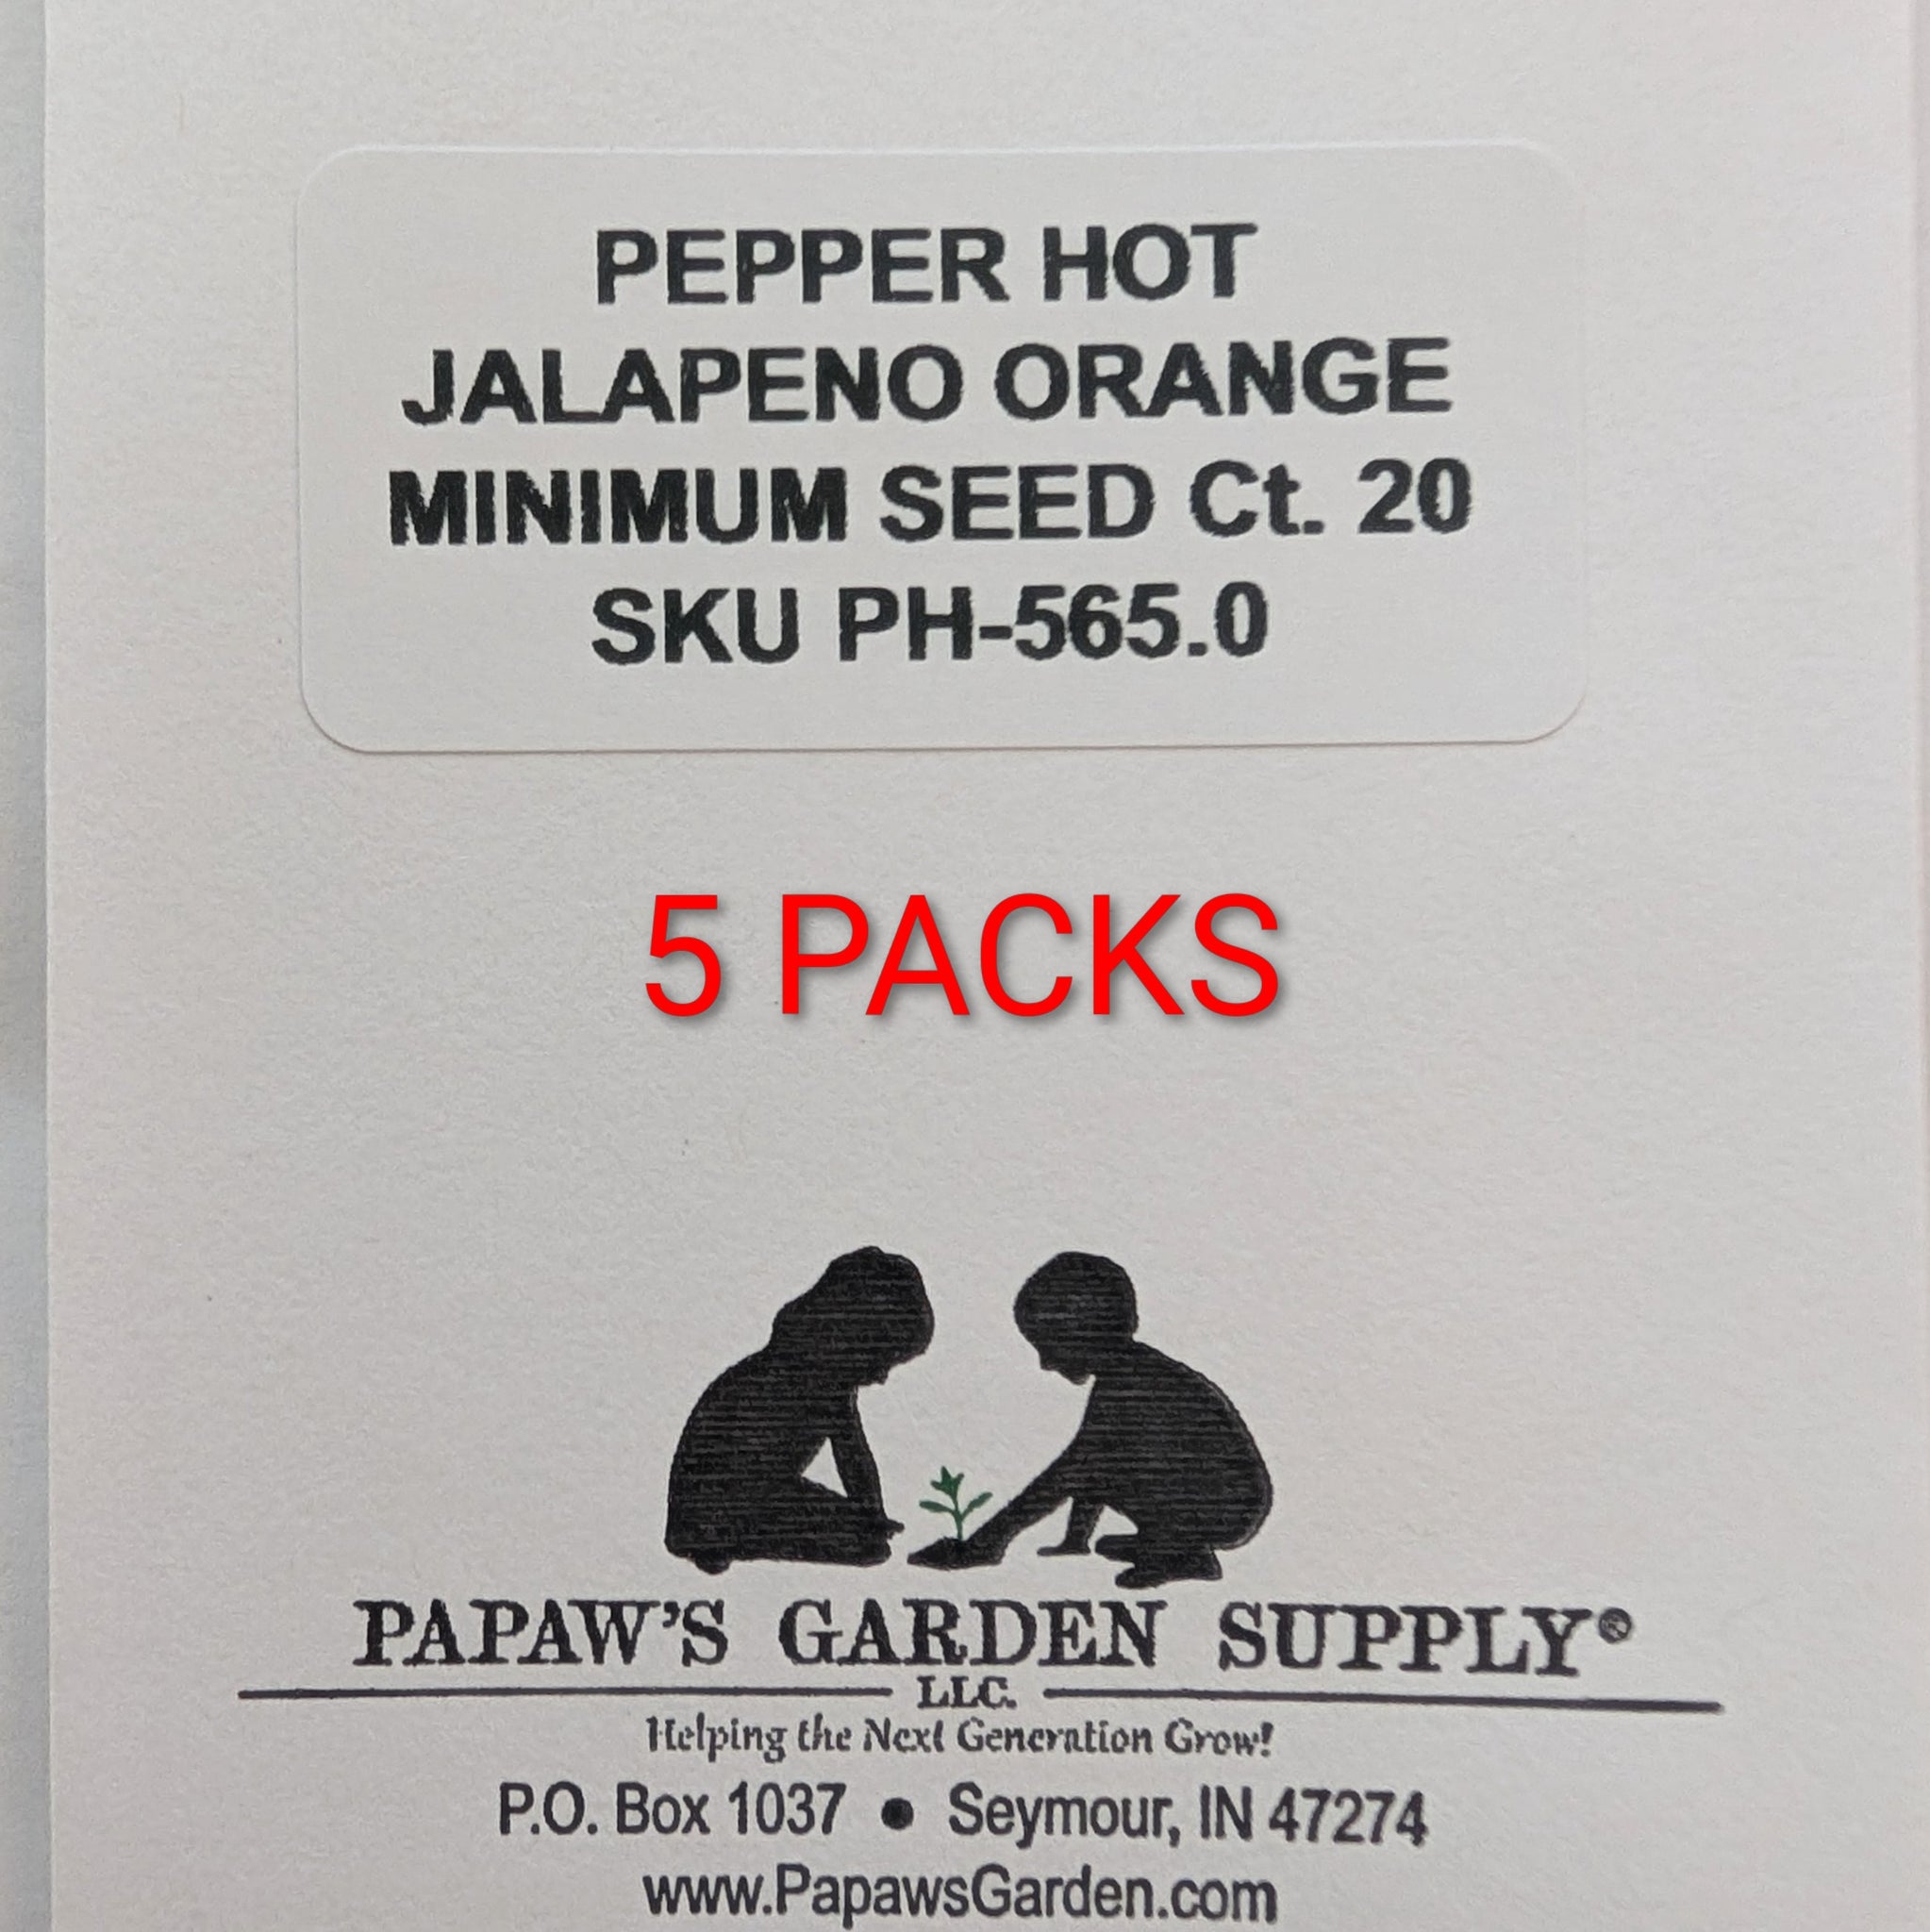 PEPPER HOT
JALAPENO ORANGE
MINIMUM SEED Ct. 20
SKU PH-565.0
5 PACKS
PAPAW'S GARDEN SUPPLY®
LLC.
Helping the Next Generation Grow!
P.O. Box 1037 • Seymour, IN 47274
www.PapawsGarden.com